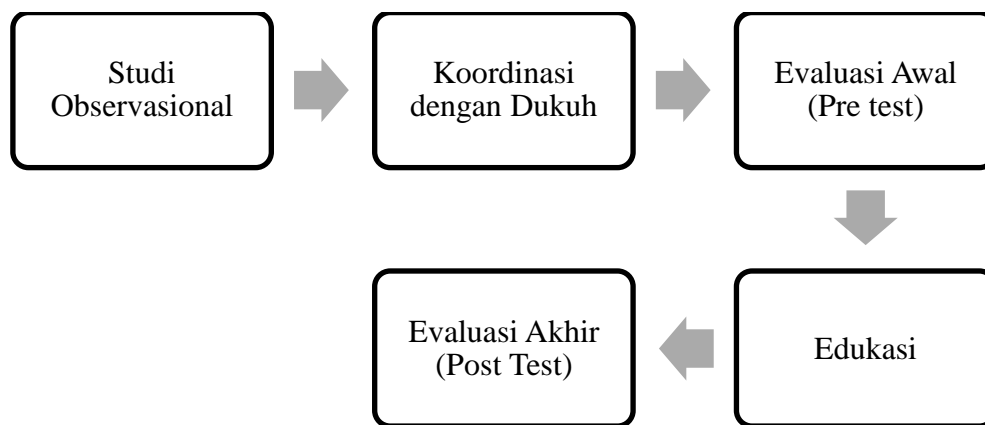 Studi
Observasional
Koordinasi
dengan Dukuh
Evaluasi Awal
(Pre test)
Edukasi
Evaluasi Akhir
(Post Test)